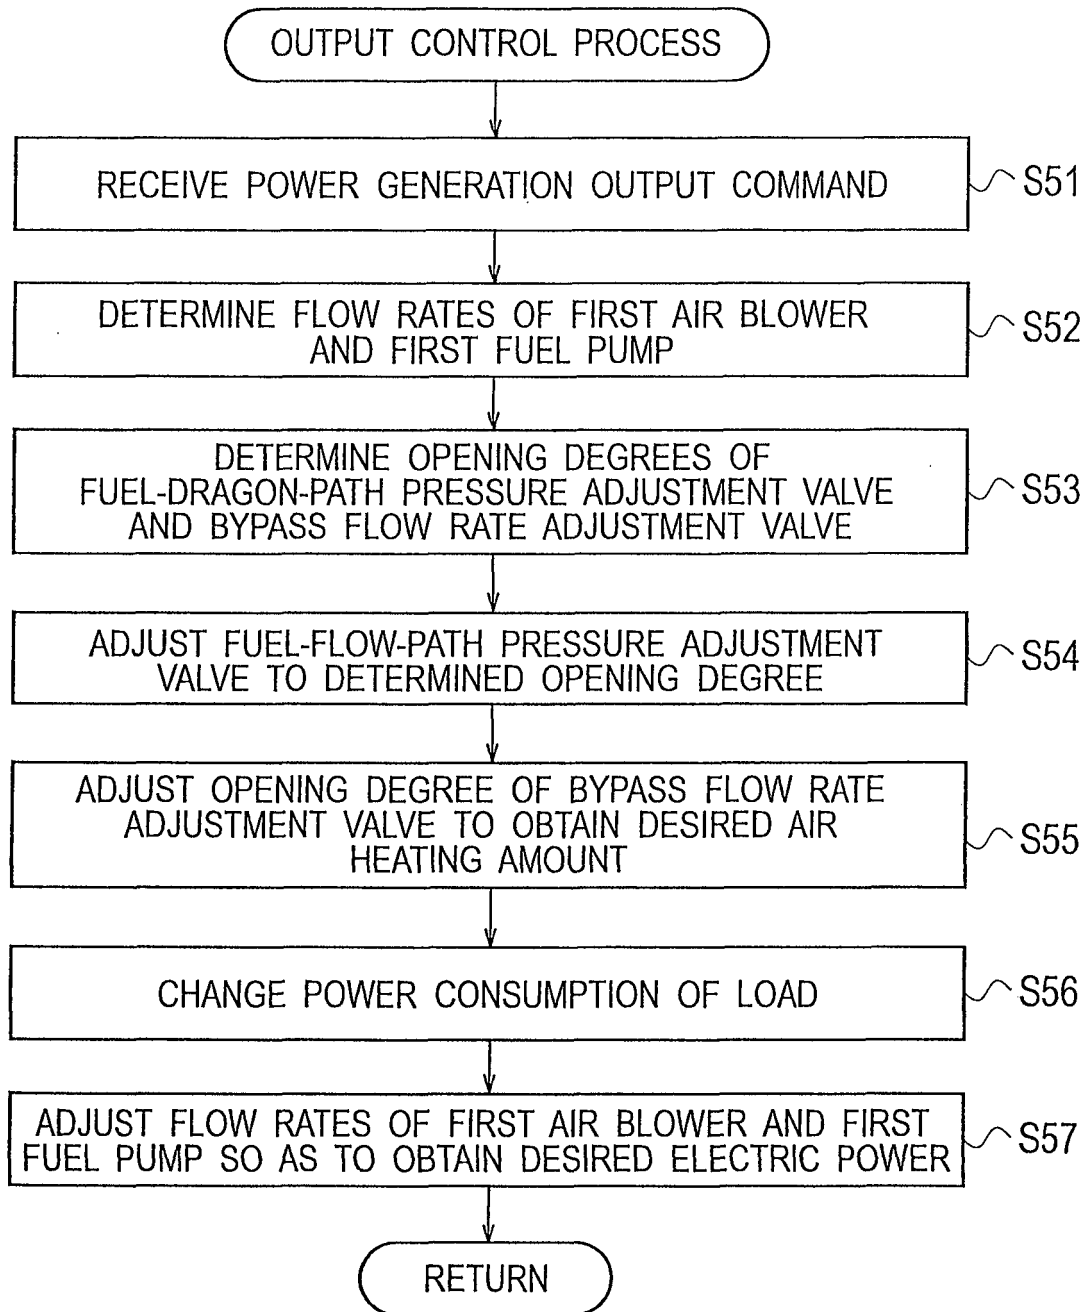 OUTPUT CONTROL PROCESS
RECEIVE POWER GENERATION OUTPUT COMMAND
S51
DETERMINE FLOW RATES OF FIRST AIR BLOWER
AND FIRST FUEL PUMP
S52
DETERMINE OPENING DEGREES OF
FUEL-DRAGON-PATH PRESSURE ADJUSTMENT VALVE
AND BYPASS FLOW RATE ADJUSTMENT VALVE
S53
ADJUST FUEL-FLOW-PATH PRESSURE ADJUSTMENT
VALVE TO DETERMINED OPENING DEGREE
S54
ADJUST OPENING DEGREE OF BYPASS FLOW RATE
ADJUSTMENT VALVE TO OBTAIN DESIRED AIR
HEATING AMOUNT
S55
CHANGE POWER CONSUMPTION OF LOAD
S56
ADJUST FLOW RATES OF FIRST AIR BLOWER AND FIRST
FUEL PUMP SO AS TO OBTAIN DESIRED ELECTRIC POWER
S57
RETURN